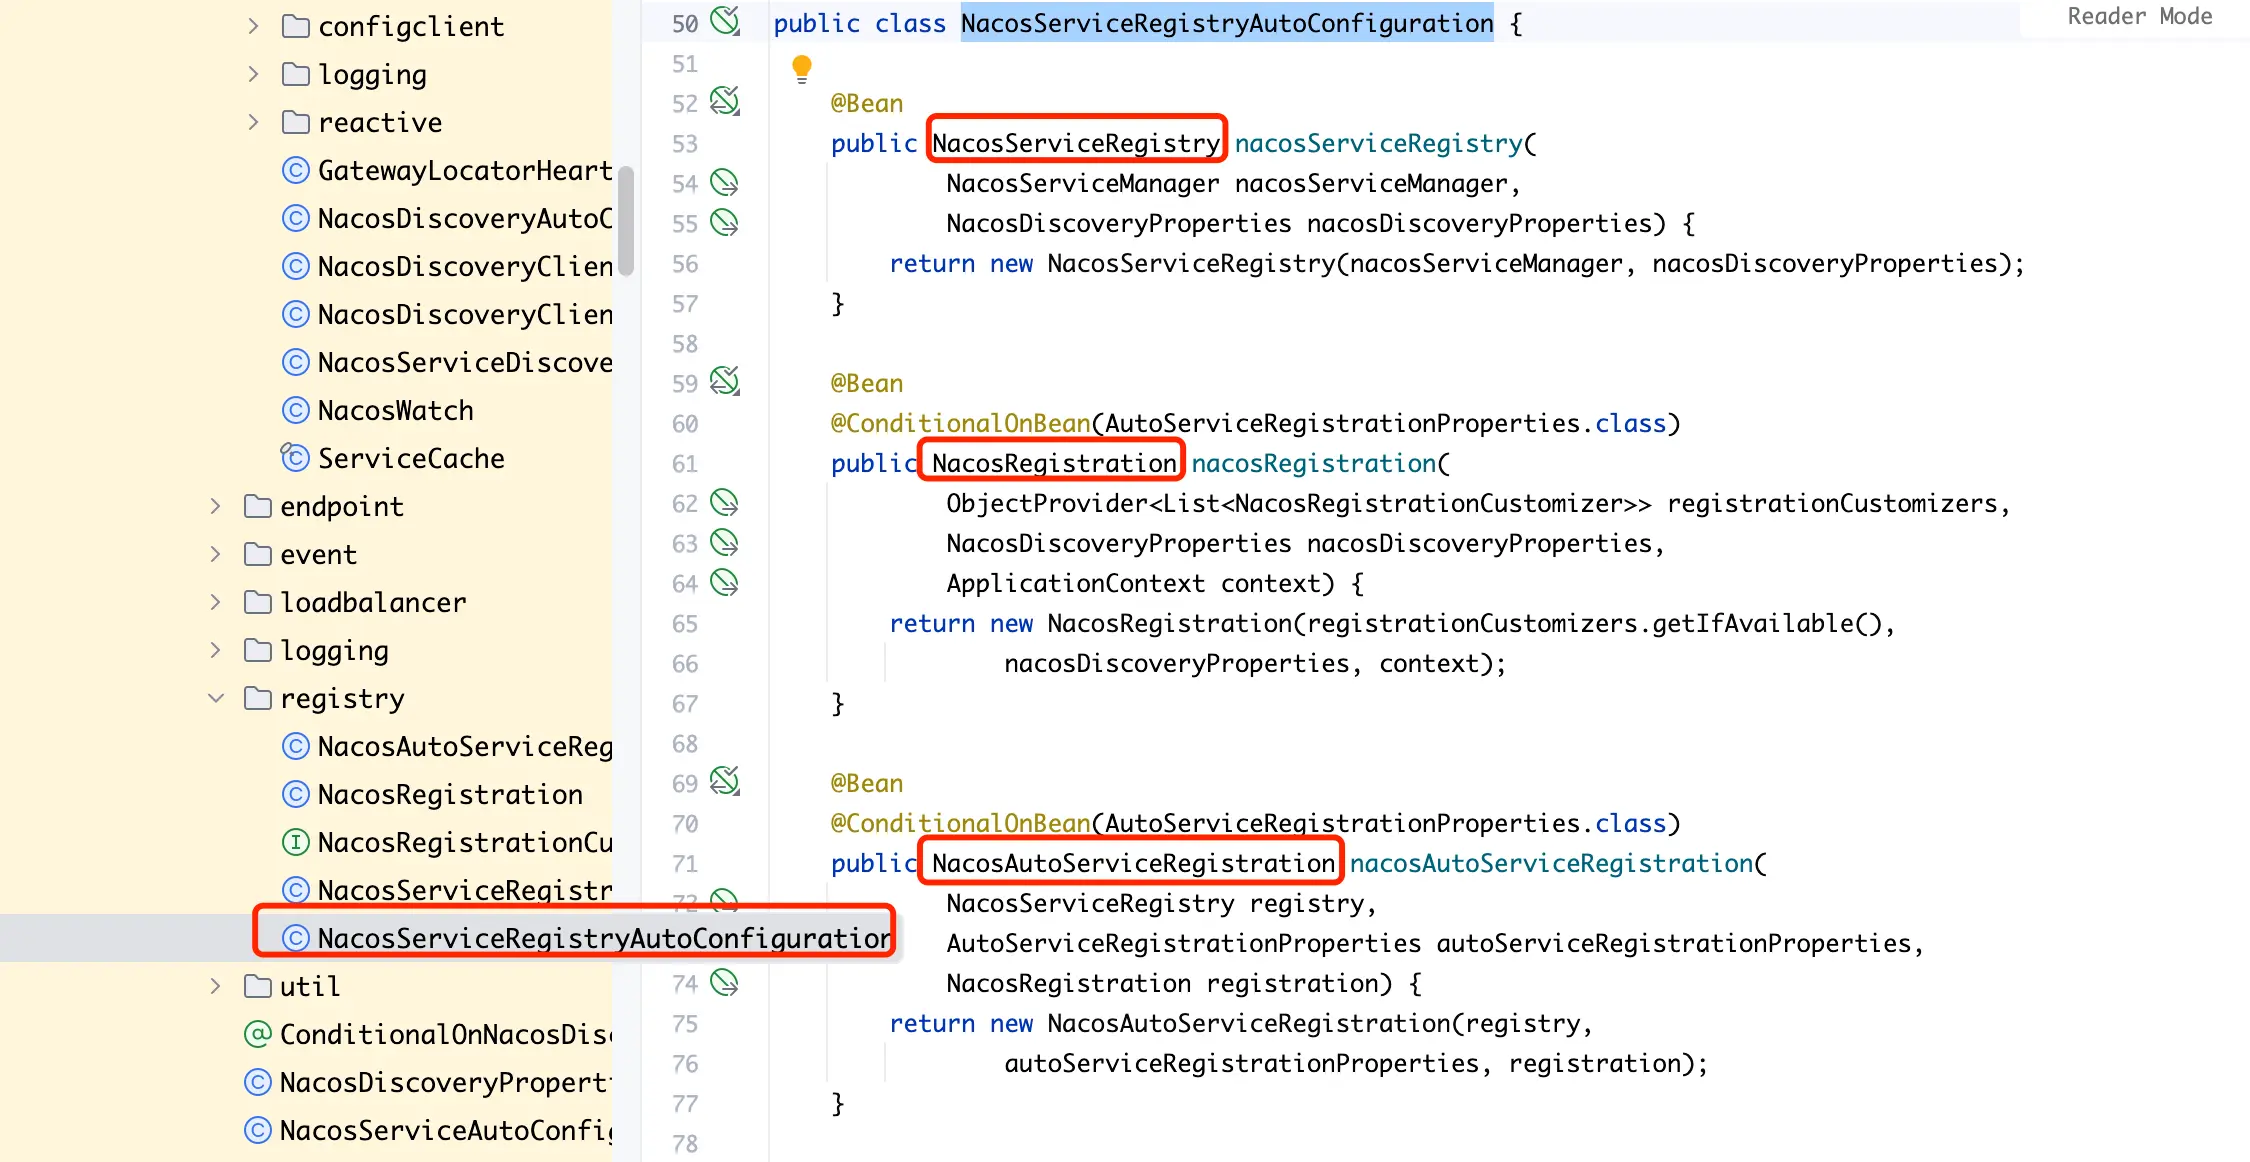 configclient
logging
reactive
GatewayLocatorHeart
NacosDiscoveryAutoC
NacosDiscoveryClien
NacosDiscoveryClien
NacosServiceDiscove
NacosWatch
ServiceCache
endpoint
event
loadbalancer
logging
registry
NacosAutoServiceReg
NacosRegistration
NacosRegistrationCu
NacosServiceRegistr
NacosServiceRegistryAutoConfiguration
util
ConditionalOnNacosDisc
NacosDiscoveryProperti
NacosServiceAutoConfig
Reader Mode
50 public class NacosServiceRegistryAutoConfiguration {
51
52 @Bean
53 public NacosServiceRegistry nacosServiceRegistry(
54 NacosServiceManager nacosServiceManager,
55 NacosDiscoveryProperties nacosDiscoveryProperties) {
56 return new NacosServiceRegistry(nacosServiceManager, nacosDiscoveryProperties);
57 }
58
59 @Bean
60 @ConditionalOnBean(AutoServiceRegistrationProperties.class)
61 public NacosRegistration nacosRegistration(
62 ObjectProvider<List<NacosRegistrationCustomizer>> registrationCustomizers,
63 NacosDiscoveryProperties nacosDiscoveryProperties,
64 ApplicationContext context) {
65 return new NacosRegistration(registrationCustomizers.getIfAvailable(),
66 nacosDiscoveryProperties, context);
67 }
68
69 @Bean
70 @ConditionalOnBean(AutoServiceRegistrationProperties.class)
71 public NacosAutoServiceRegistration nacosAutoServiceRegistration(
72 NacosServiceRegistry registry,
AutoServiceRegistrationProperties autoServiceRegistrationProperties,
74 NacosRegistration registration) {
75 return new NacosAutoServiceRegistration(registry,
76 autoServiceRegistrationProperties, registration);
77 }
78